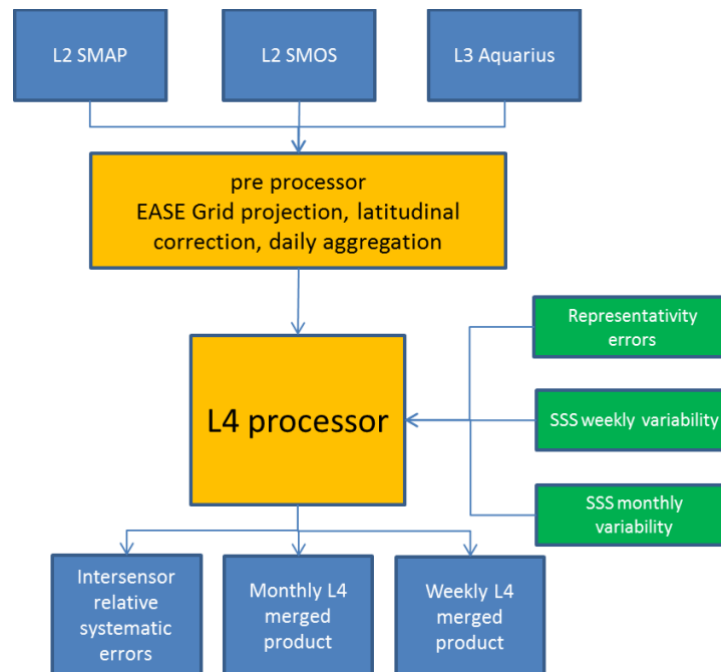 L2 SMAP
L2 SMOS
L3 Aquarius
pre processor
EASE Grid projection, latitudinal
correction, daily aggregation
Representativity
errors
L4 processor
SSS weekly variability
SSS monthly
variability
Intersensor
relative
systematic
errors
Monthly L4
merged
product
Weekly L4
merged
product